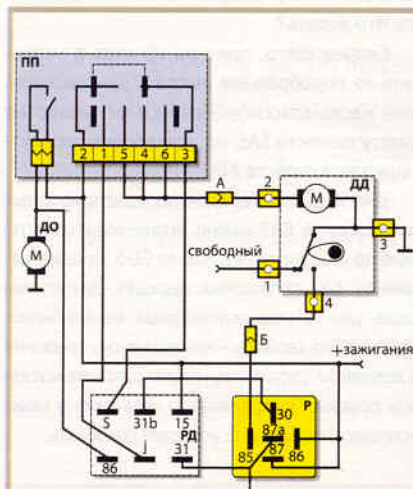 ПП
2 1 5 4 6 3
А
2
ДД
М
ДО
М
3
свободный
1
4
Б
+зажигания
S 31b 15
РД
86 J 31
Р
30
87a
85 87 86